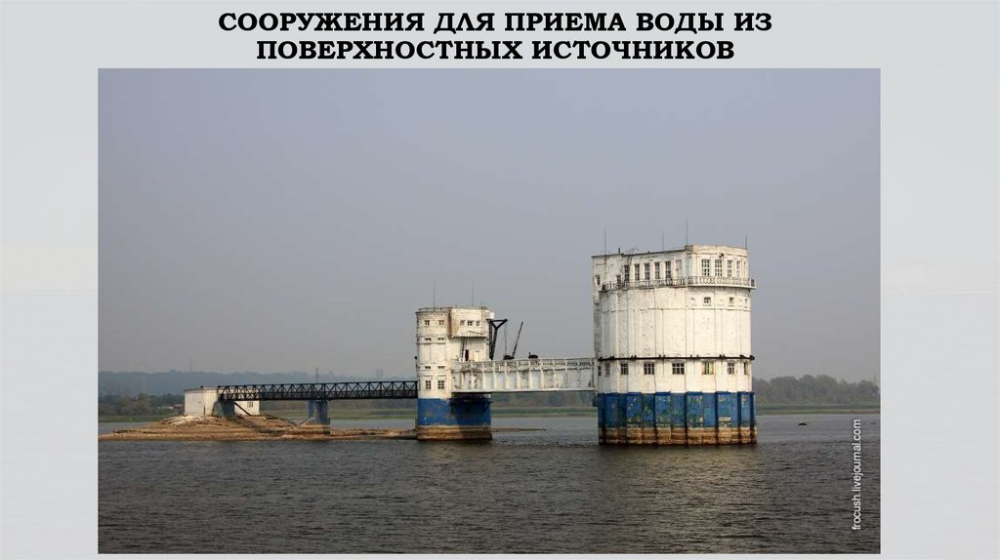 СООРУЖЕНИЯ ДЛЯ ПРИЕМА ВОДЫ ИЗ
ПОВЕРХНОСТНЫХ ИСТОЧНИКОВ
frocush.livejournal.com